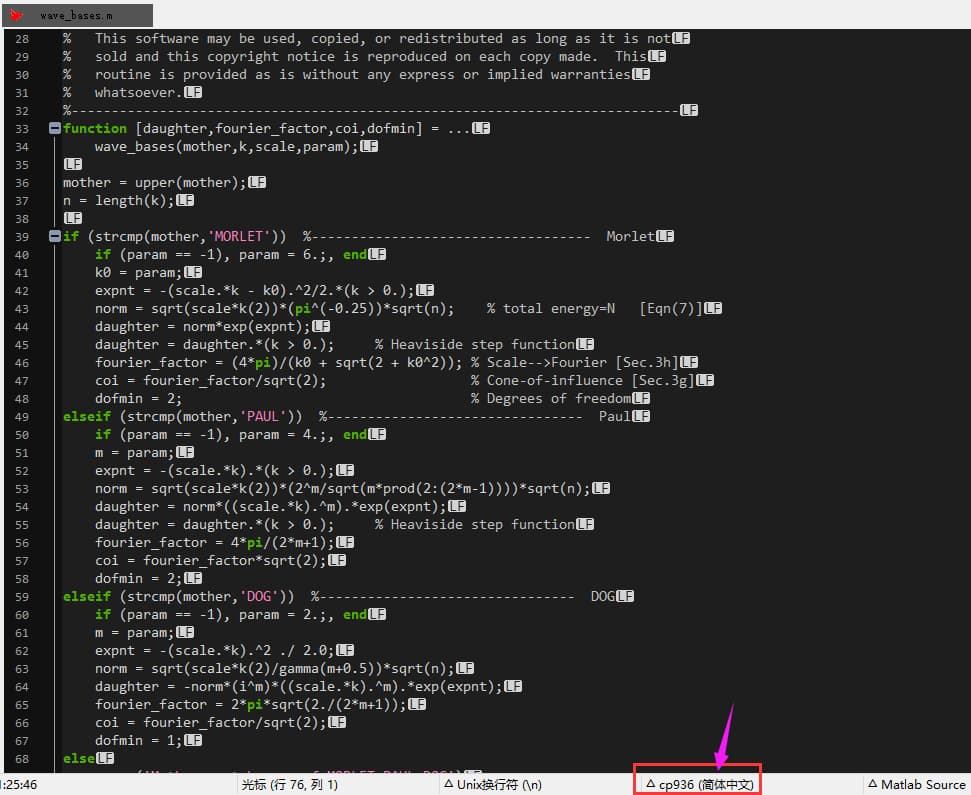 wave_bases.m
28 %   This software may be used, copied, or redistributed as long as it is notLF
29 %   sold and this copyright notice is reproduced on each copy made.  ThisLF
30 %   routine is provided as is without any express or implied warrantiesLF
31 %   whatsoever.LF
32 %----------------------------------------------------------------------------LF
33 function [daughter,fourier_factor,coi,dofmin] = ...LF
34     wave_bases(mother,k,scale,param);LF
35 LF
36 mother = upper(mother);LF
37 n = length(k);LF
38 LF
39 if (strcmp(mother,'MORLET'))  %-----------------------------------  MorletLF
40     if (param == -1), param = 6.;, endLF
41     k0 = param;LF
42     expnt = -(scale.*k - k0).^2/2.*(k > 0.);LF
43     norm = sqrt(scale*k(2))*(pi^(-0.25))*sqrt(n);    % total energy=N   [Eqn(7)]LF
44     daughter = norm*exp(expnt);LF
45     daughter = daughter.*(k > 0.);     % Heaviside step functionLF
46     fourier_factor = (4*pi)/(k0 + sqrt(2 + k0^2)); % Scale-->Fourier [Sec.3h]LF
47     coi = fourier_factor/sqrt(2);                  % Cone-of-influence [Sec.3g]LF
48     dofmin = 2;                                    % Degrees of freedomLF
49 elseif (strcmp(mother,'PAUL'))  %--------------------------------  PaulLF
50     if (param == -1), param = 4.;, endLF
51     m = param;LF
52     expnt = -(scale.*k).*(k > 0.);LF
53     norm = sqrt(scale*k(2))*(2^m/sqrt(m*prod(2:(2*m-1))))*sqrt(n);LF
54     daughter = norm*((scale.*k).^m).*exp(expnt);LF
55     daughter = daughter.*(k > 0.);     % Heaviside step functionLF
56     fourier_factor = 4*pi/(2*m+1);LF
57     coi = fourier_factor*sqrt(2);LF
58     dofmin = 2;LF
59 elseif (strcmp(mother,'DOG'))  %--------------------------------  DOGLF
60     if (param == -1), param = 2.;, endLF
61     m = param;LF
62     expnt = -(scale.*k).^2 ./ 2.0;LF
63     norm = sqrt(scale*k(2)/gamma(m+0.5))*sqrt(n);LF
64     daughter = -norm*(i^m)*((scale.*k).^m).*exp(expnt);LF
65     fourier_factor = 2*pi*sqrt(2./(2*m+1));LF
66     coi = fourier_factor/sqrt(2);LF
67     dofmin = 1;LF
68 elseLF
:25:46 光标 (行 76, 列 1) △ Unix换行符 (\n) △ cp936 (简体中文) △ Matlab Source